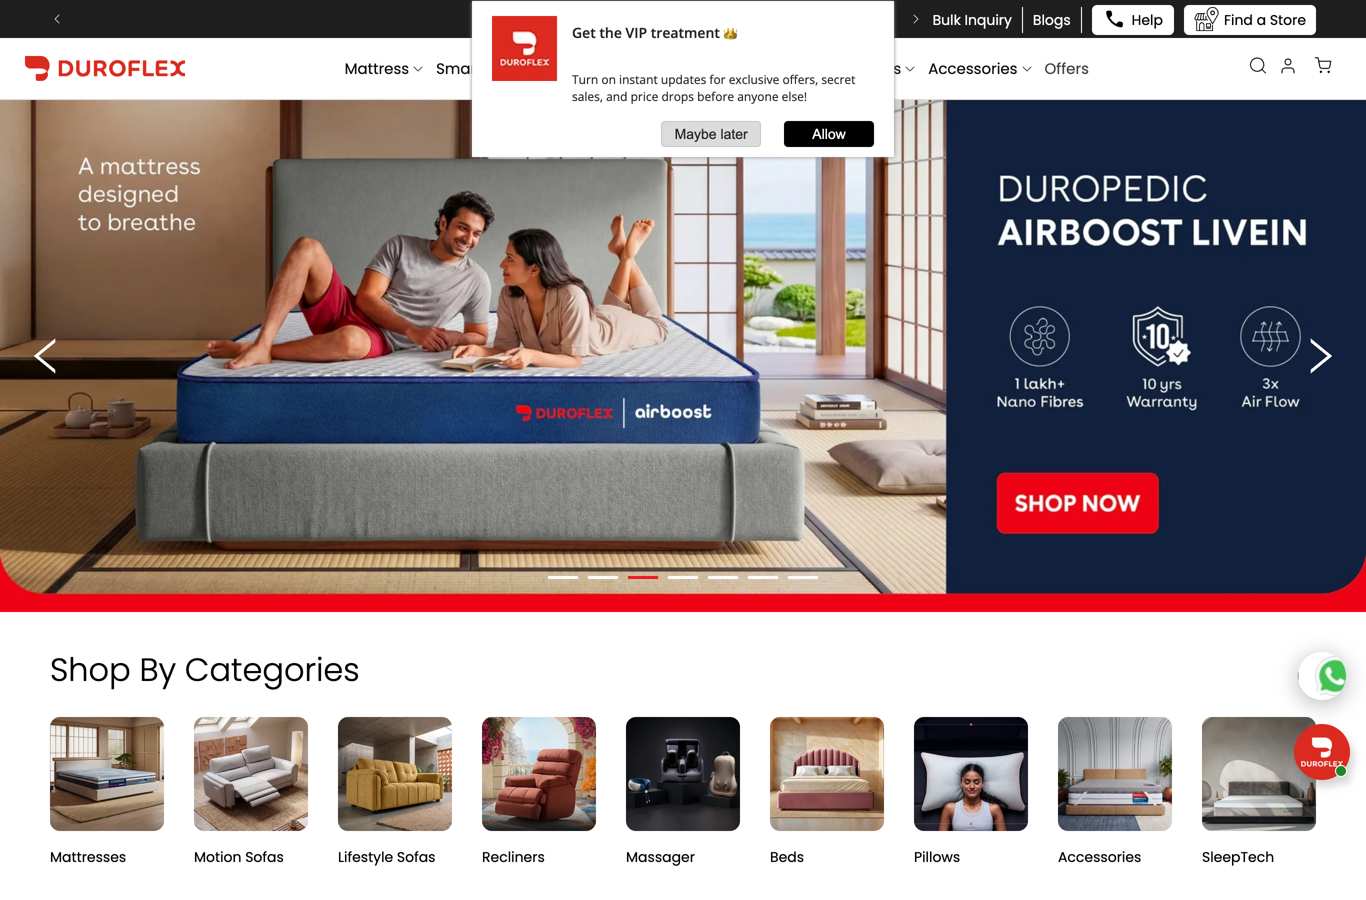 Bulk Inquiry
Blogs
Help
Find a Store
DUROFLEX
Get the VIP treatment
Turn on instant updates for exclusive offers, secret
sales, and price drops before anyone else!
Maybe later
Allow
DUROFLEX
Mattress
Accessories
Offers
A mattress
designed
to breathe
DUROFLEX
airboost
DUROPEDIC
AIRBOOST LIVEIN
1 lakh+
Nano Fibres
10
10 yrs
Warranty
3x
Air Flow
SHOP NOW
Shop By Categories
Mattresses
Motion Sofas
Lifestyle Sofas
Recliners
Massager
Beds
Pillows
Accessories
SleepTech
DUROFLEX